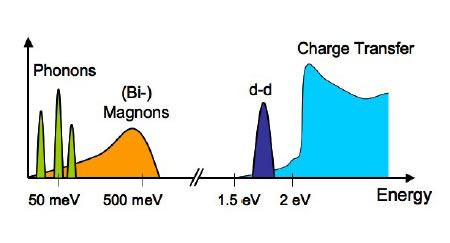 Charge Transfer
Phonons
(Bi-)
Magnons
d-d
50 meV
500 meV
1.5 eV
2 eV
Energy